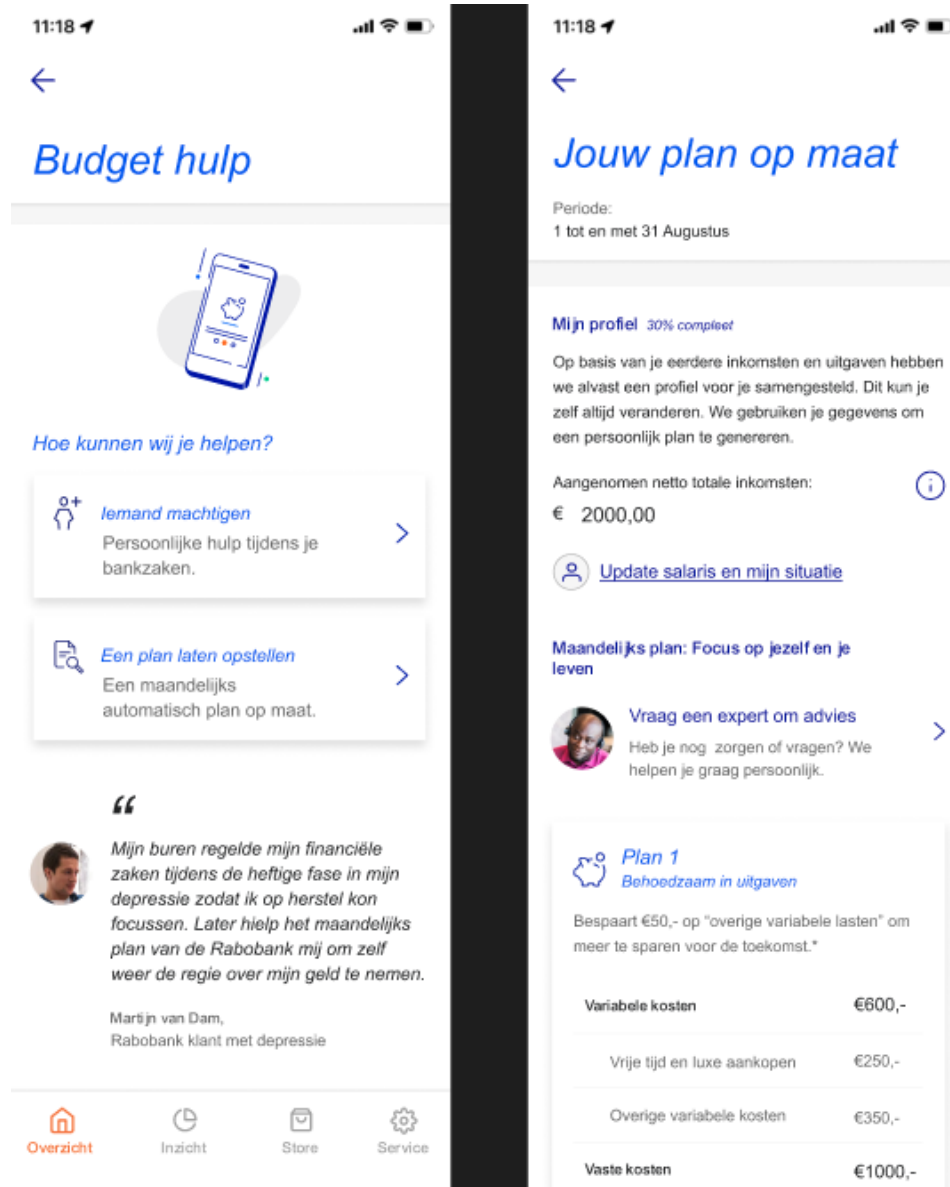 11:18
Budget hulp
Hoe kunnen wij je helpen?
Iemand machtigen
Persoonlijke hulp tijdens je
bankzaken.
Een plan laten opstellen
Een maandelijks
automatisch plan op maat.
“
Mijn buren regelde mijn financiële
zaken tijdens de heftige fase in mijn
depressie zodat ik op herstel kon
focussen. Later hielp het maandelijks
plan van de Rabobank mij om zelf
weer de regie over mijn geld te nemen.
Martijn van Dam,
Rabobank klant met depressie
Overzicht
Inzicht
Store
Service
11:18
Jouw plan op maat
Periode:
1 tot en met 31 Augustus
Mijn profiel 30% compleet
Op basis van je eerdere inkomsten en uitgaven hebben
we alvast een profiel voor je samengesteld. Dit kun je
zelf altijd veranderen. We gebruiken je gegevens om
een persoonlijk plan te genereren.
Aangenomen netto totale inkomsten:
€ 2000,00
Update salaris en mijn situatie
Maandelijks plan: Focus op jezelf en je
leven
Vraag een expert om advies
Heb je nog zorgen of vragen? We
helpen je graag persoonlijk.
Plan 1
Behoedzaam in uitgaven
Bespaart €50,- op “overige variabele lasten” om
meer te sparen voor de toekomst.*
Variabele kosten €600,-
Vrije tijd en luxe aankopen €250,-
Overige variabele kosten €350,-
Vaste kosten €1000,-